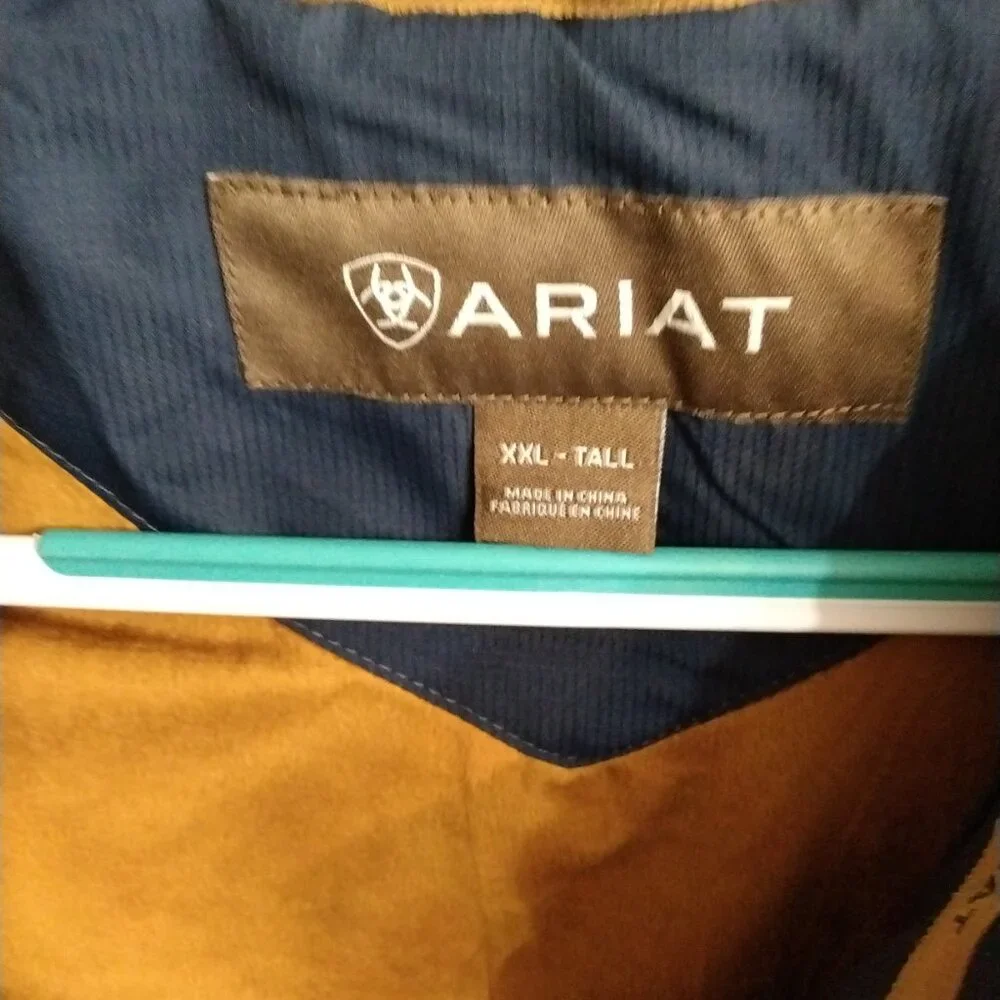 ARIAT
XXL - TALL
MADE IN CHINA
FABRIQUÉ EN CHINE